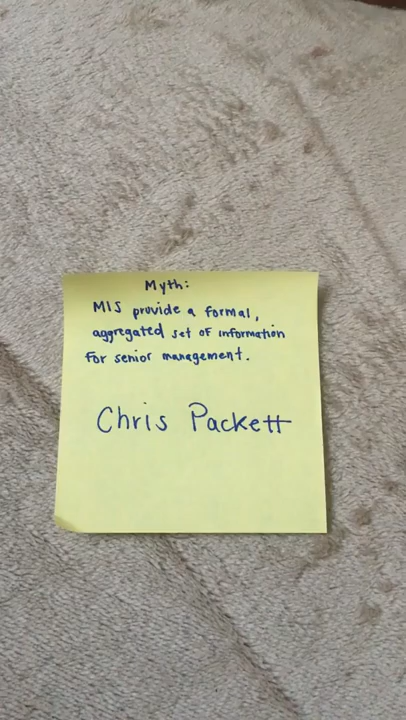 Myth:
MIS provide a formal,
aggregated set of information
for senior management.
Chris Packett